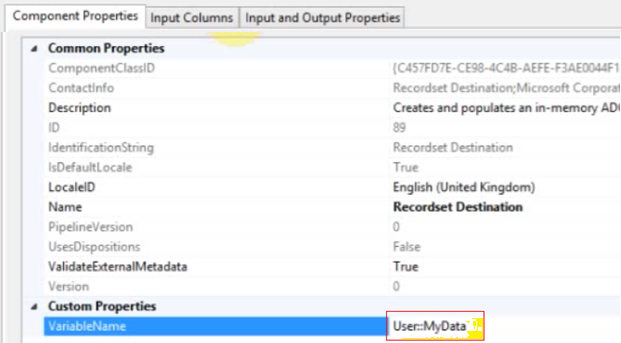 Component Properties Input Columns Input and Output Properties
Common Properties
ComponentClassID {C457FD7E-CE98-4C4B-AEFE-F3AE0044F1
ContactInfo Recordset Destination;Microsoft Corporat
Description Creates and populates an in-memory ADO
ID 89
IdentificationString Recordset Destination
IsDefaultLocale True
LocaleID English (United Kingdom)
Name Recordset Destination
PipelineVersion 0
UsesDispositions False
ValidateExternalMetadata True
Version 0
Custom Properties
VariableName User::MyData